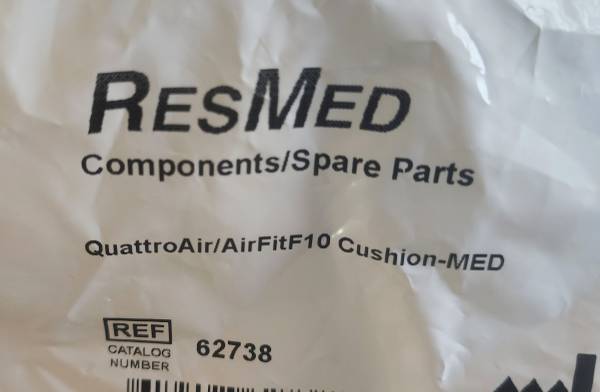 RESMED
Components/Spare Parts
QuattroAir/AirFitF10 Cushion-MED
REF 62738
CATALOG
NUMBER